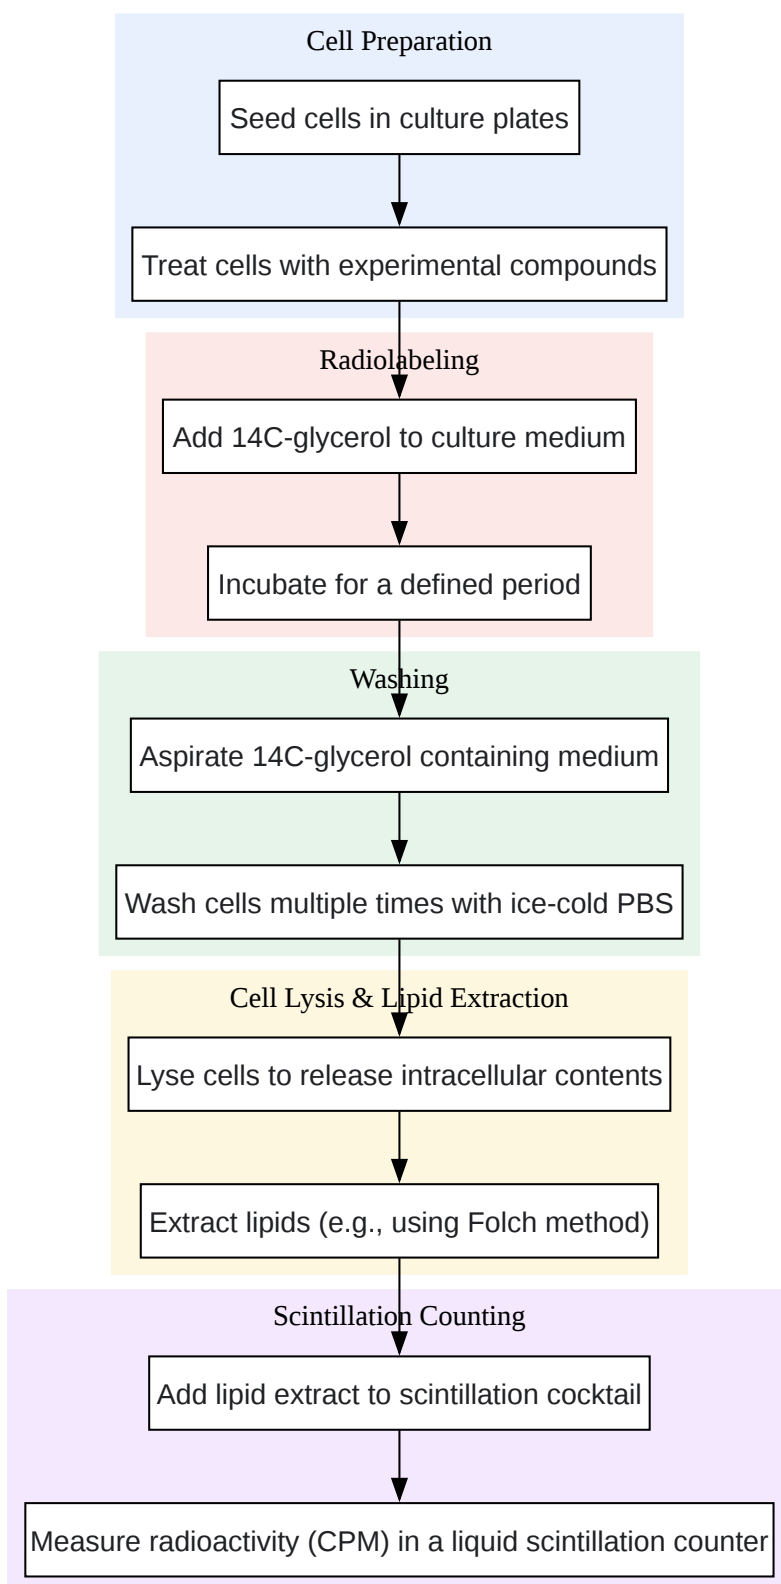 Cell Preparation
Seed cells in culture plates
Treat cells with experimental compounds
Radiolabeling
Add 14C-glycerol to culture medium
Incubate for a defined period
Washing
Aspirate 14C-glycerol containing medium
Wash cells multiple times with ice-cold PBS
Cell Lysis & Lipid Extraction
Lyse cells to release intracellular contents
Extract lipids (e.g., using Folch method)
Scintillation Counting
Add lipid extract to scintillation cocktail
Measure radioactivity (CPM) in a liquid scintillation counter